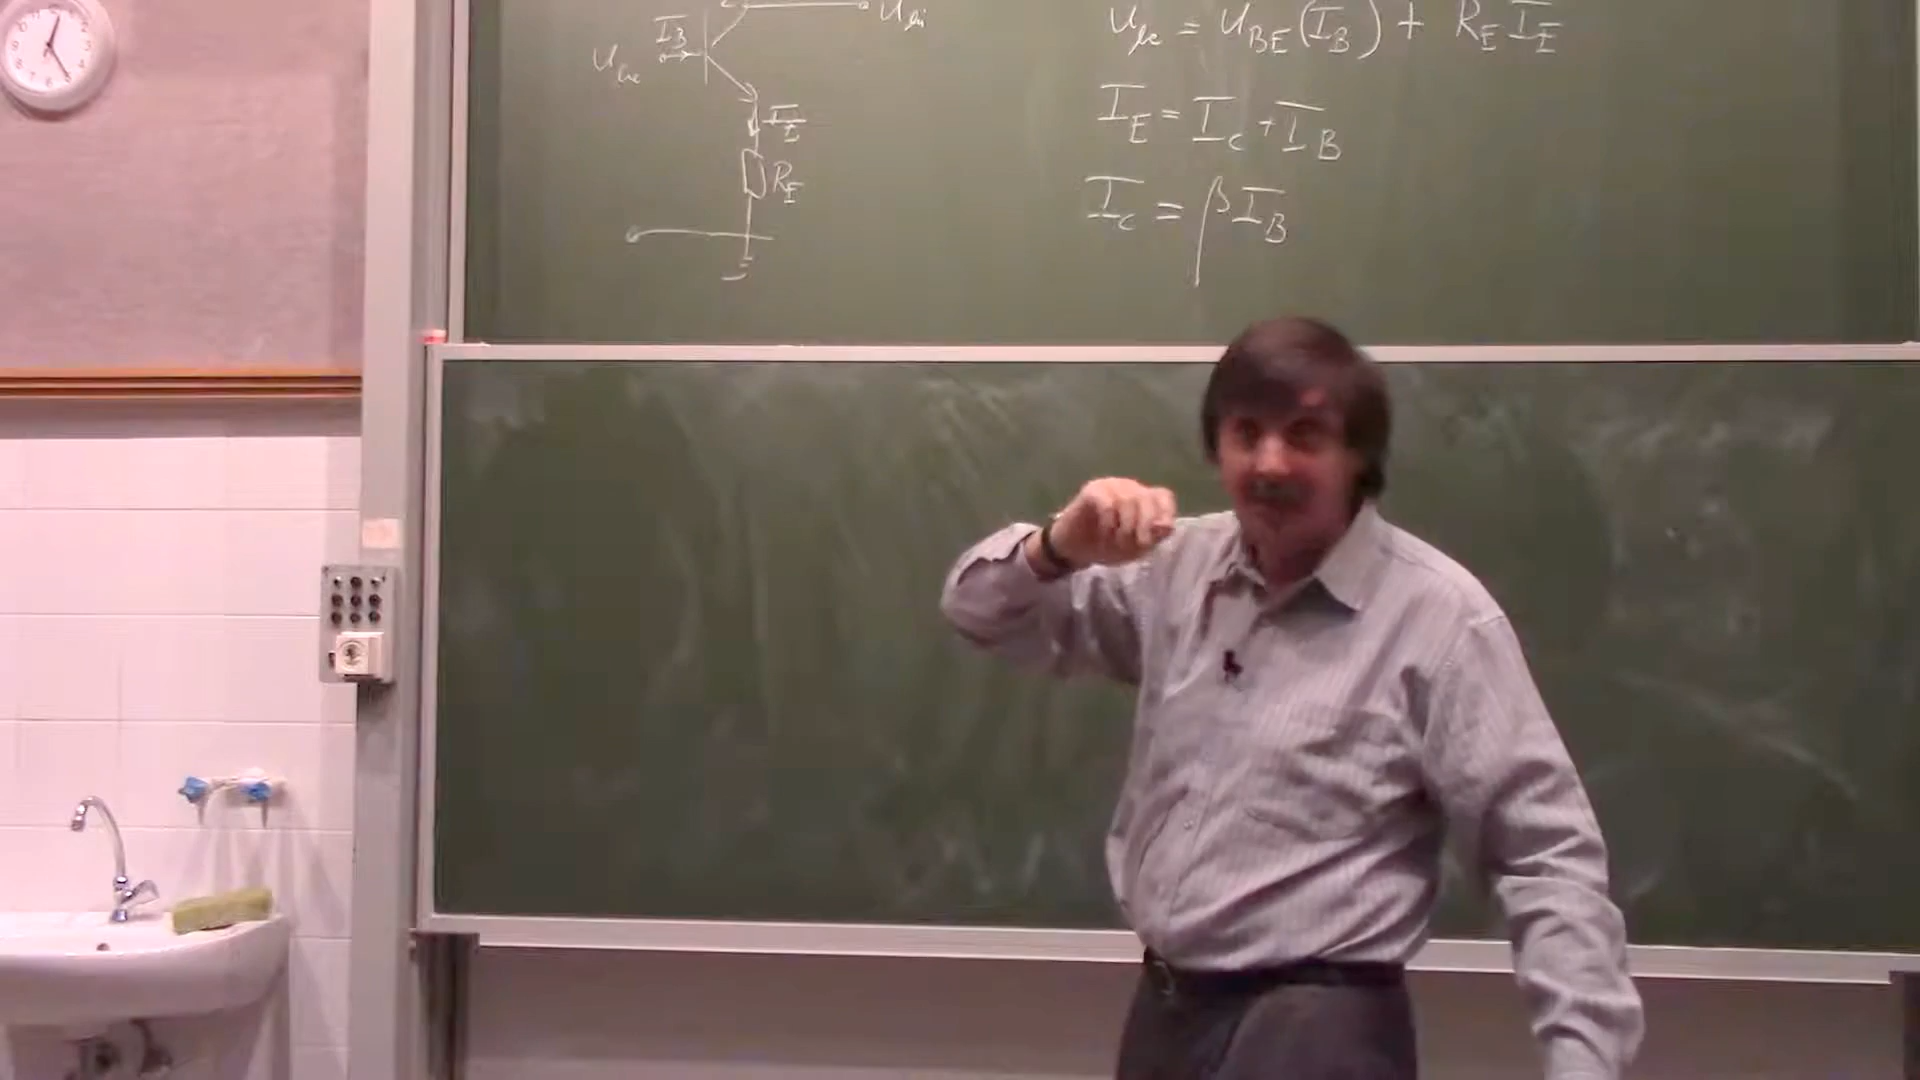 U_ki
I_B
U_be
I_E
R_E
U_be = U_BE(I_B) + R_E I_E
I_E = I_C + I_B
I_C = β I_B